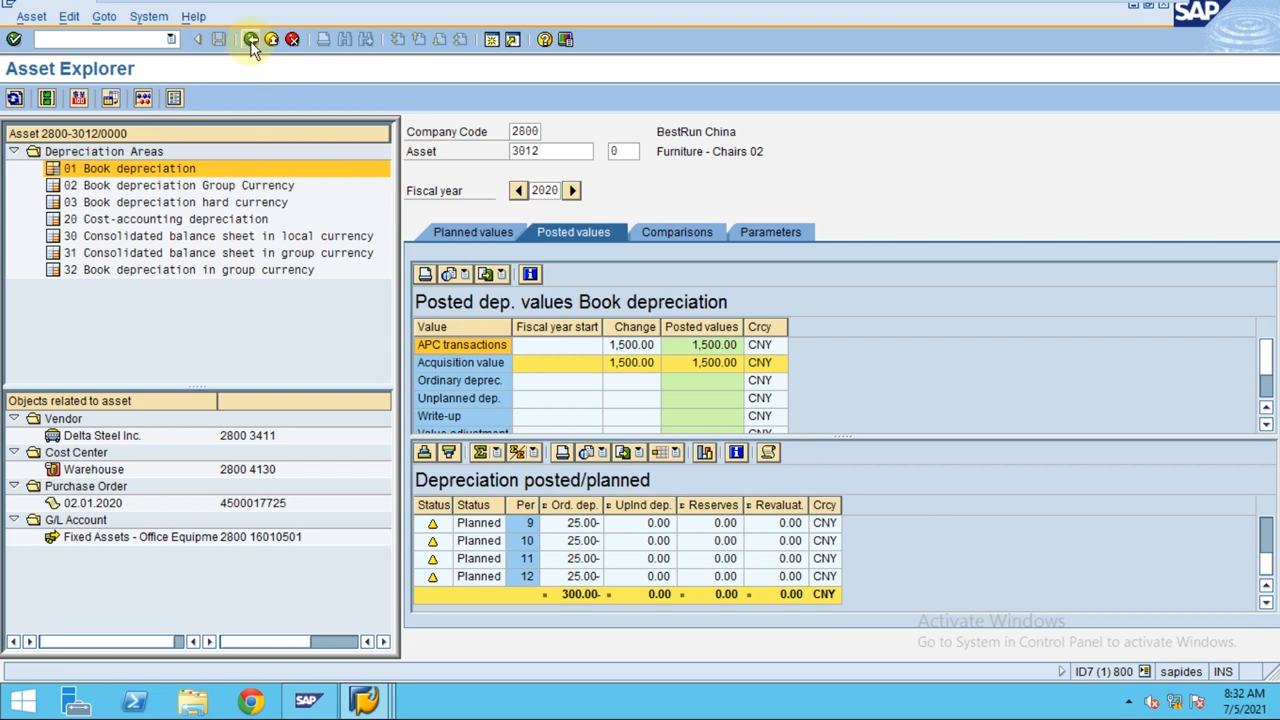 Asset Edit Goto System Help
SAP
Asset Explorer
Asset 2800-3012/0000
Depreciation Areas
01 Book depreciation
02 Book depreciation Group Currency
03 Book depreciation hard currency
20 Cost-accounting depreciation
30 Consolidated balance sheet in local currency
31 Consolidated balance sheet in group currency
32 Book depreciation in group currency
Objects related to asset
Vendor
Delta Steel Inc. 2800 3411
Cost Center
Warehouse 2800 4130
Purchase Order
02.01.2020 4500017725
G/L Account
Fixed Assets - Office Equipme 2800 16010501
Company Code 2800 BestRun China
Asset 3012 0 Furniture - Chairs 02
Fiscal year 2020
Planned values Posted values Comparisons Parameters
Posted dep. values Book depreciation
Value Fiscal year start Change Posted values Crcy
APC transactions 1,500.00 1,500.00 CNY
Acquisition value 1,500.00 1,500.00 CNY
Ordinary deprec. CNY
Unplanned dep. CNY
Write-up CNY
Value adjustment CNY
Depreciation posted/planned
Status Status Per Ord. dep. Uplnd dep. Reserves Revaluat. Crcy
Planned 9 25.00- 0.00 0.00 0.00 CNY
Planned 10 25.00- 0.00 0.00 0.00 CNY
Planned 11 25.00- 0.00 0.00 0.00 CNY
Planned 12 25.00- 0.00 0.00 0.00 CNY
300.00- 0.00 0.00 0.00 CNY
Activate Windows
Go to System in Control Panel to activate Windows.
ID7 (1) 800 sapides INS
SAP
8:32 AM
7/5/2021